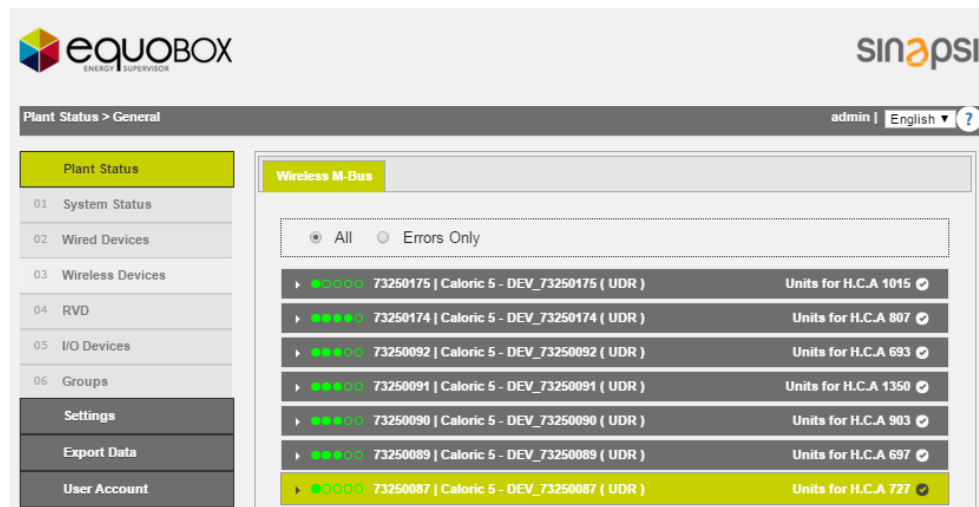 equoBOX
ENERGY SUPERVISOR
sinapsi
Plant Status > General
admin | English ▼ ?
Plant Status
01 System Status
02 Wired Devices
03 Wireless Devices
04 RVD
05 I/O Devices
06 Groups
Settings
Export Data
User Account
Wireless M-Bus
All Errors Only
73250175 | Caloric 5 - DEV_73250175 ( UDR ) Units for H.C.A 1015
73250174 | Caloric 5 - DEV_73250174 ( UDR ) Units for H.C.A 807
73250092 | Caloric 5 - DEV_73250092 ( UDR ) Units for H.C.A 693
73250091 | Caloric 5 - DEV_73250091 ( UDR ) Units for H.C.A 1350
73250090 | Caloric 5 - DEV_73250090 ( UDR ) Units for H.C.A 903
73250089 | Caloric 5 - DEV_73250089 ( UDR ) Units for H.C.A 697
73250087 | Caloric 5 - DEV_73250087 ( UDR ) Units for H.C.A 727